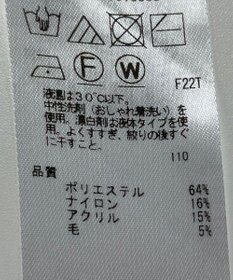 F
W
F22T
液温は30℃以下。
中性洗剤（おしゃれ着洗い）を
使用。漂白剤は液体タイプを使
用。よくすすぎ、絞りの後すぐ
に干すこと。
110
品質
ポリエステル 64%
ナイロン 16%
アクリル 15%
毛 5%